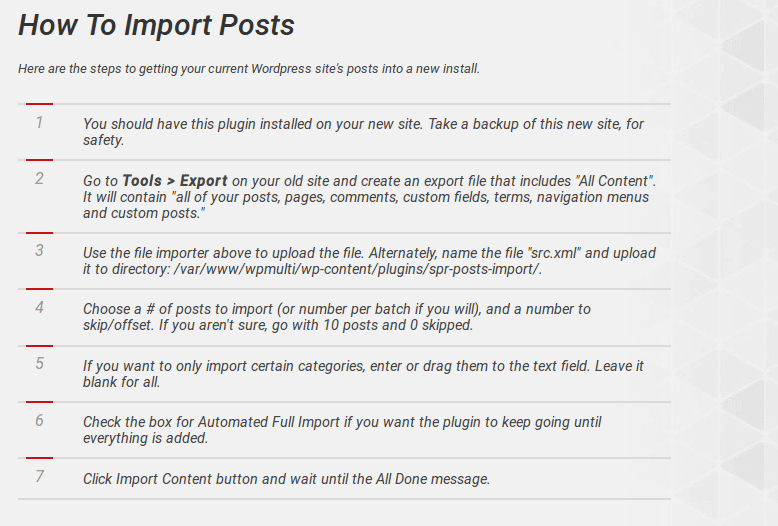 How To Import Posts
Here are the steps to getting your current Wordpress site's posts into a new install.
1
You should have this plugin installed on your new site. Take a backup of this new site, for
safety.
2
Go to Tools > Export on your old site and create an export file that includes "All Content".
It will contain "all of your posts, pages, comments, custom fields, terms, navigation menus
and custom posts."
3
Use the file importer above to upload the file. Alternately, name the file "src.xml" and upload
it to directory: /var/www/wpmulti/wp-content/plugins/spr-posts-import/.
4
Choose a # of posts to import (or number per batch if you will), and a number to
skip/offset. If you aren't sure, go with 10 posts and 0 skipped.
5
If you want to only import certain categories, enter or drag them to the text field. Leave it
blank for all.
6
Check the box for Automated Full Import if you want the plugin to keep going until
everything is added.
7
Click Import Content button and wait until the All Done message.